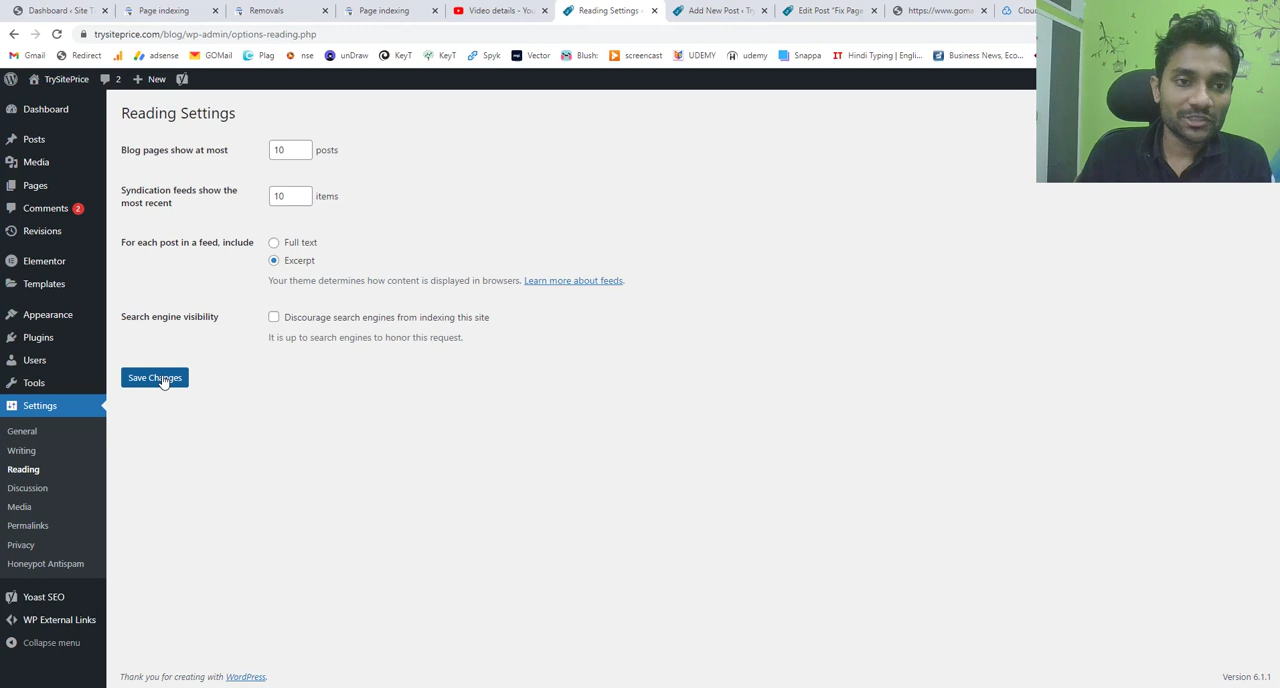 Dashboard ‹ Site T
Page indexing
Removals
Page indexing
Video details - You
Reading Settings ‹
Add New Post ‹ Try
Edit Post "Fix Page
https://www.goma
Clou
trysiteprice.com/blog/wp-admin/options-reading.php
Gmail
Redirect
adsense
GOMail
Plag
nse
unDraw
KeyT
KeyT
Spyk
Vector
Blush:
screencast
UDEMY
udemy
Snappa
IT Hindi Typing | Engli...
Business News, Eco...
TrySitePrice
2
New
Dashboard
Posts
Media
Pages
Comments 2
Revisions
Elementor
Templates
Appearance
Plugins
Users
Tools
Settings
General
Writing
Reading
Discussion
Media
Permalinks
Privacy
Honeypot Antispam
Yoast SEO
WP External Links
Collapse menu
Reading Settings
Blog pages show at most 10 posts
Syndication feeds show the most recent 10 items
For each post in a feed, include
Full text
Excerpt
Your theme determines how content is displayed in browsers. Learn more about feeds.
Search engine visibility
Discourage search engines from indexing this site
It is up to search engines to honor this request.
Save Changes
Thank you for creating with WordPress.
Version 6.1.1